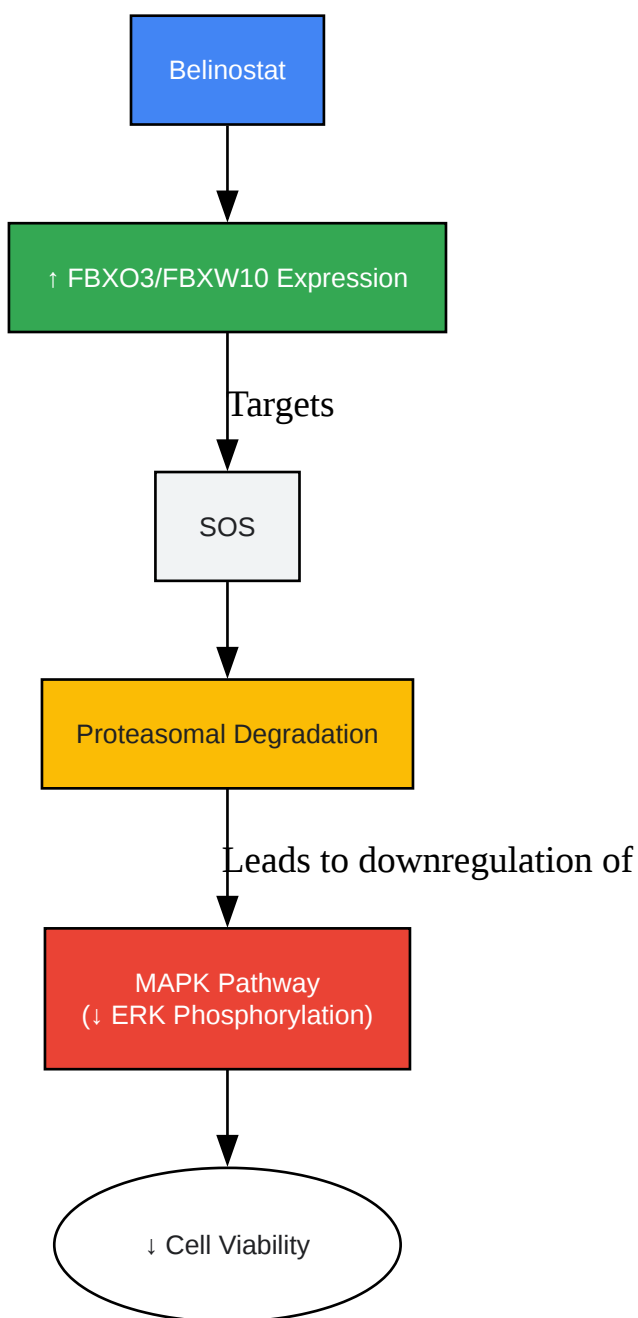 Belinostat
↑ FBXO3/FBXW10 Expression
Targets
SOS
Proteasomal Degradation
Leads to downregulation of
MAPK Pathway
(↓ ERK Phosphorylation)
↓ Cell Viability